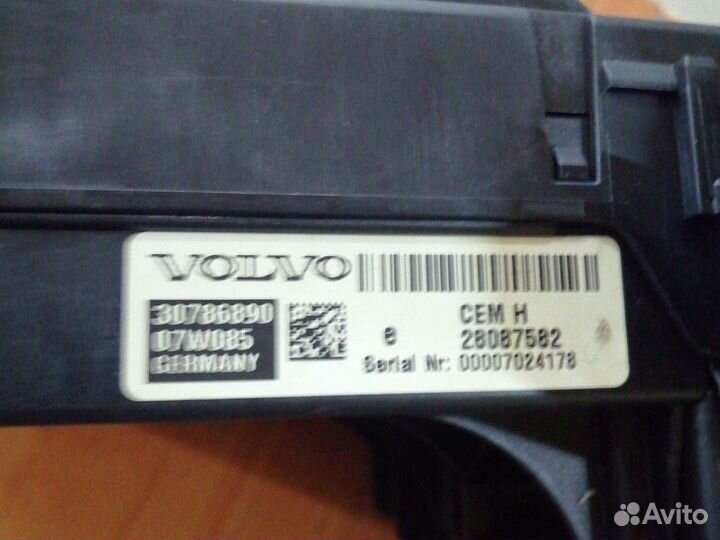 VOLVO
30786890
07W085
GERMANY
CEM H
e 28087582
Serial Nr: 00007024178
Avito